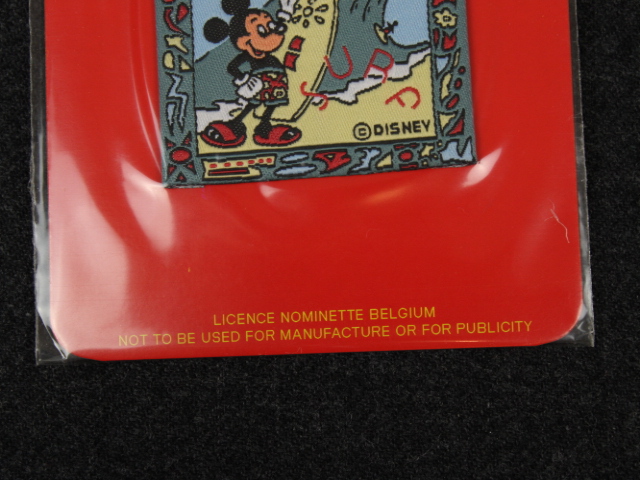 SURF
©DISNEY
LICENCE NOMINETTE BELGIUM
NOT TO BE USED FOR MANUFACTURE OR FOR PUBLICITY